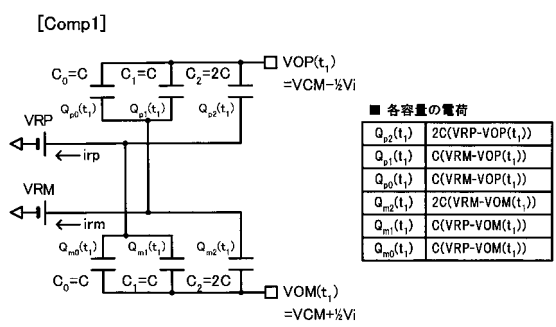 [Comp1]
VOP(t₁)
=VCM−½Vi
C₀=C C₁=C C₂=2C
Qp0(t₁) Qp1(t₁) Qp2(t₁)
VRP
←irp
VRM
←irm
Qm0(t₁) Qm1(t₁) Qm2(t₁)
C₀=C C₁=C C₂=2C
VOM(t₁)
=VCM+½Vi
■ 各容量の電荷
Qp2(t₁) 2C(VRP-VOP(t₁))
Qp1(t₁) C(VRM-VOP(t₁))
Qp0(t₁) C(VRM-VOP(t₁))
Qm2(t₁) 2C(VRM-VOM(t₁))
Qm1(t₁) C(VRP-VOM(t₁))
Qm0(t₁) C(VRP-VOM(t₁))